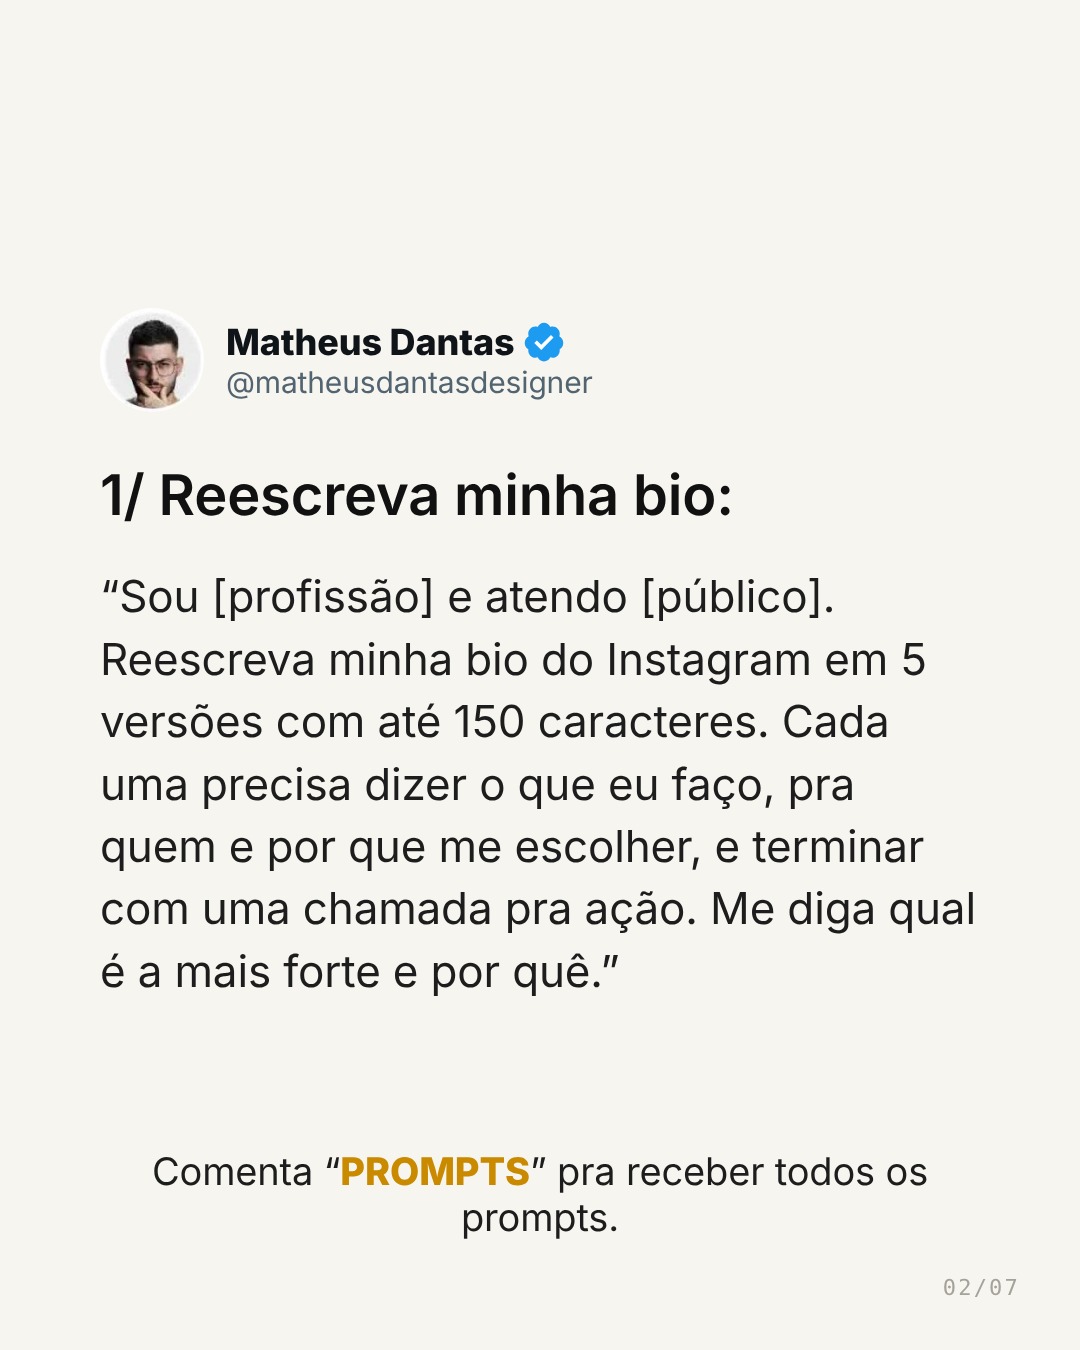 Matheus Dantas
@matheusdantasdesigner
1/ Reescreva minha bio:
“Sou [profissão] e atendo [público].
Reescreva minha bio do Instagram em 5
versões com até 150 caracteres. Cada
uma precisa dizer o que eu faço, pra
quem e por que me escolher, e terminar
com uma chamada pra ação. Me diga qual
é a mais forte e por quê.”
Comenta “PROMPTS” pra receber todos os
prompts.
02/07